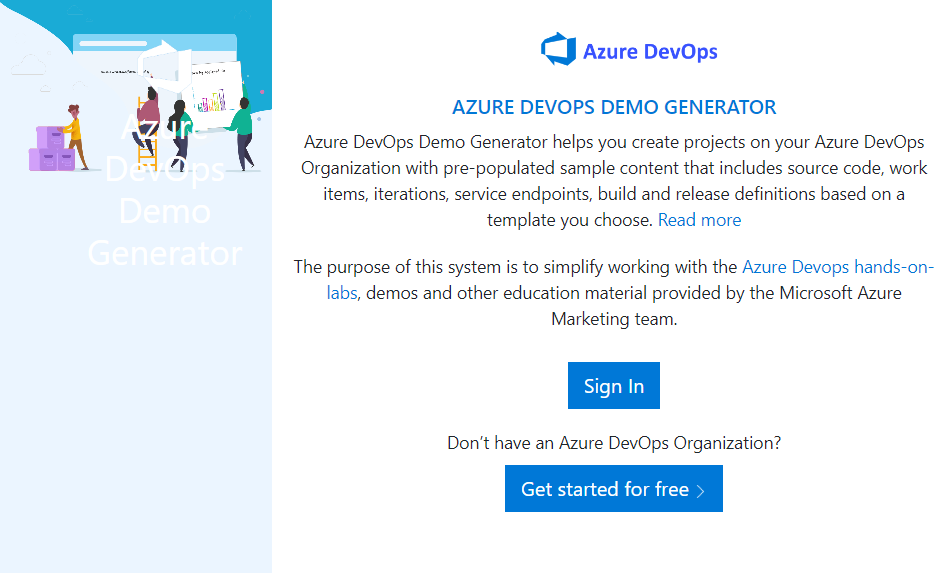 Azure
DevOps
Demo
Generator
Azure DevOps
AZURE DEVOPS DEMO GENERATOR
Azure DevOps Demo Generator helps you create projects on your Azure DevOps
Organization with pre-populated sample content that includes source code, work
items, iterations, service endpoints, build and release definitions based on a
template you choose. Read more
The purpose of this system is to simplify working with the Azure Devops hands-on-
labs, demos and other education material provided by the Microsoft Azure
Marketing team.
Sign In
Don’t have an Azure DevOps Organization?
Get started for free >